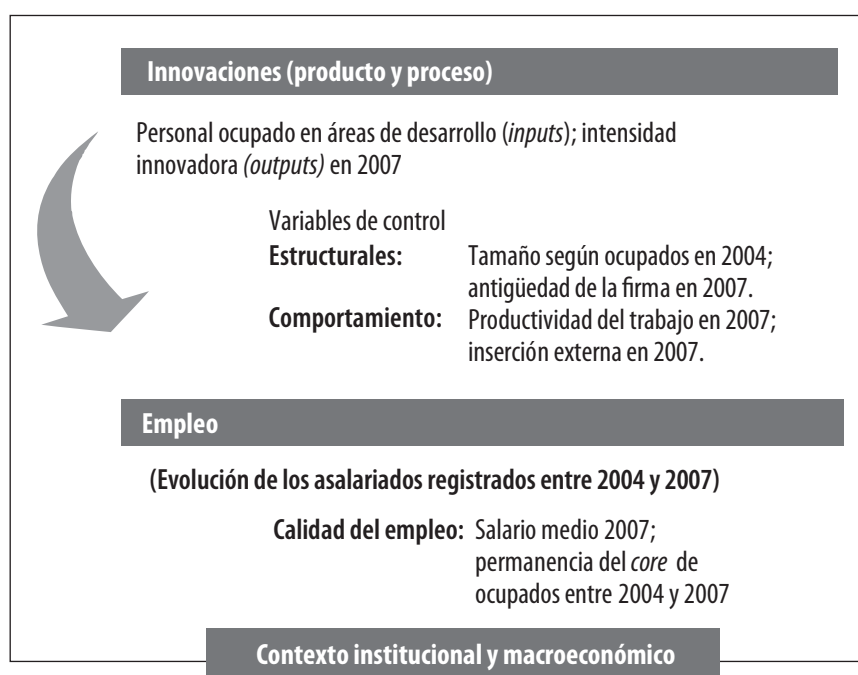 Innovaciones (producto y proceso)
Personal ocupado en áreas de desarrollo (inputs); intensidad
innovadora (outputs) en 2007
Variables de control
Estructurales: Tamaño según ocupados en 2004;
antigüedad de la firma en 2007.
Comportamiento: Productividad del trabajo en 2007;
inserción externa en 2007.
Empleo
(Evolución de los asalariados registrados entre 2004 y 2007)
Calidad del empleo: Salario medio 2007;
permanencia del core de
ocupados entre 2004 y 2007
Contexto institucional y macroeconómico